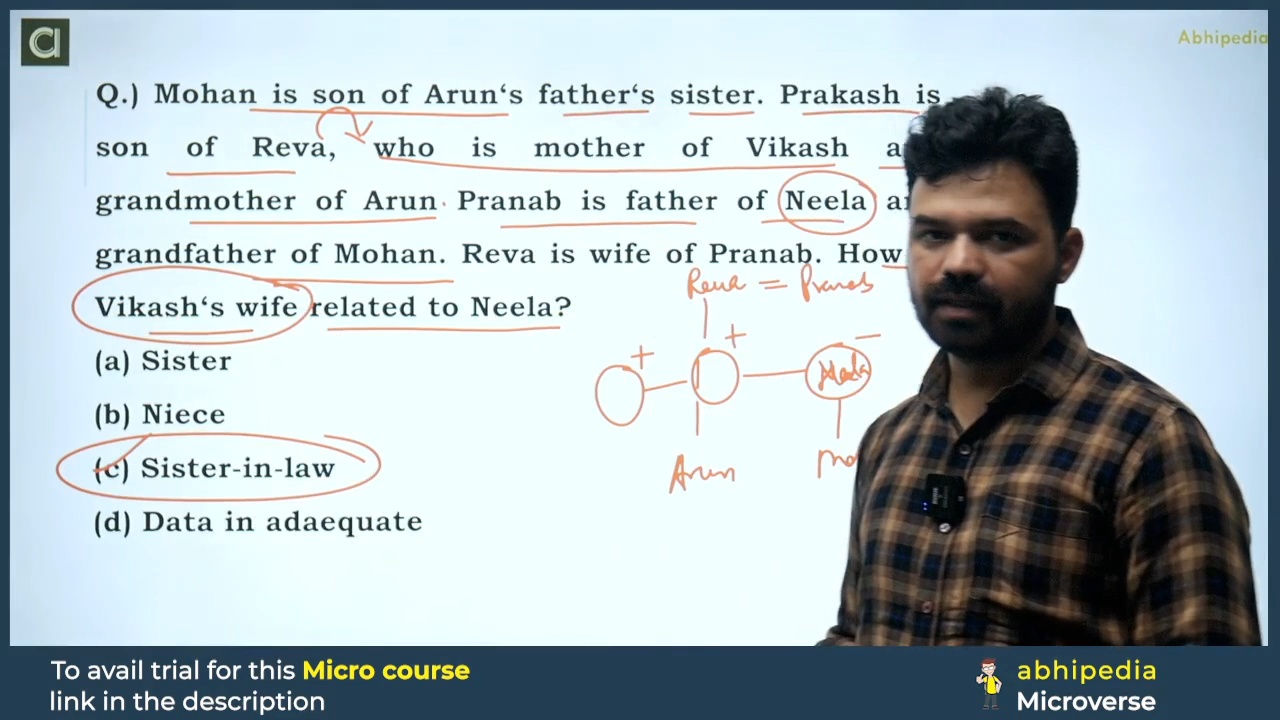 Abhipedia
Q.) Mohan is son of Arun‘s father‘s sister. Prakash is
son of Reva, who is mother of Vikash a
grandmother of Arun. Pranab is father of Neela an
grandfather of Mohan. Reva is wife of Pranab. How
Vikash‘s wife related to Neela?
(a) Sister
(b) Niece
(c) Sister-in-law
(d) Data in adaequate
Reva = Pranab
+ + −
Neela
Arun Mo
To avail trial for this Micro course
link in the description
abhipedia
Microverse